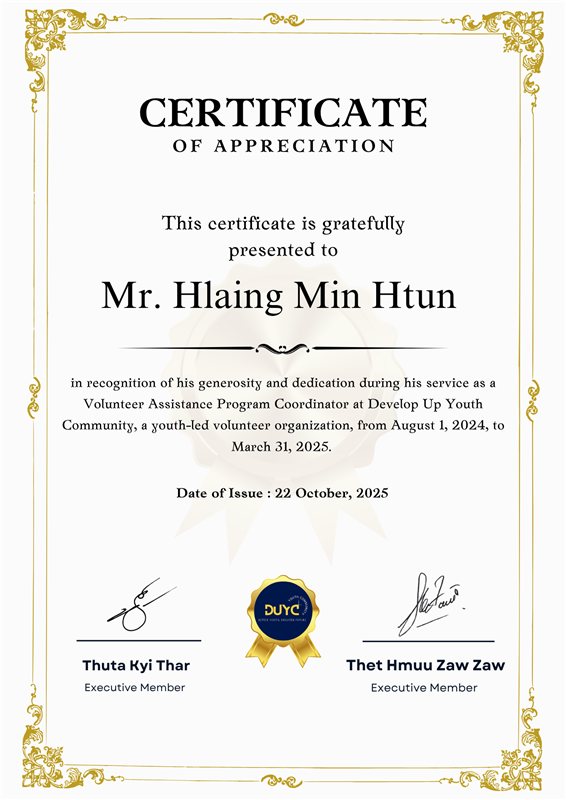 CERTIFICATE
OF APPRECIATION
This certificate is gratefully
presented to
Mr. Hlaing Min Htun
in recognition of his generosity and dedication during his service as a
Volunteer Assistance Program Coordinator at Develop Up Youth
Community, a youth-led volunteer organization, from August 1, 2024, to
March 31, 2025.
Date of Issue : 22 October, 2025
DUYC
Thuta Kyi Thar
Thet Hmuu Zaw Zaw
Executive Member
Executive Member